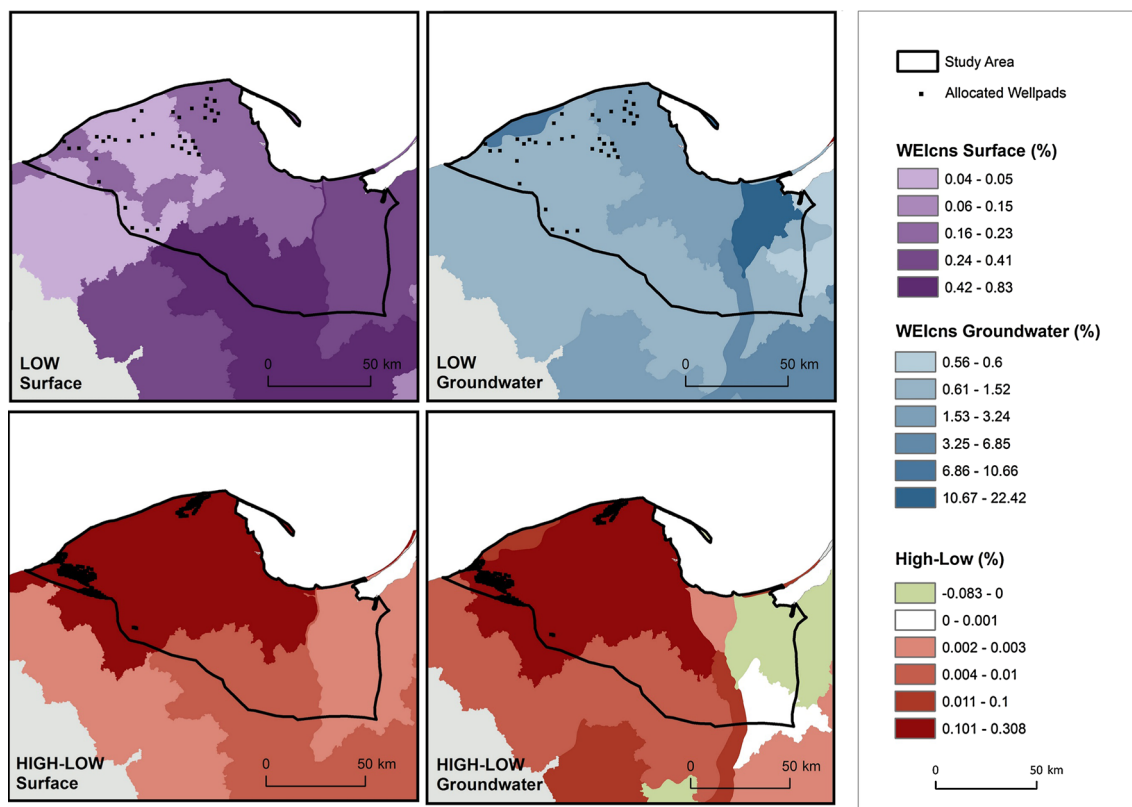 LOW
Surface
0
50 km
LOW
Groundwater
0
50 km
HIGH-LOW
Surface
0
50 km
HIGH-LOW
Groundwater
0
50 km
Study Area
Allocated Wellpads
WEIcns Surface (%)
0.04 - 0.05
0.06 - 0.15
0.16 - 0.23
0.24 - 0.41
0.42 - 0.83
WEIcns Groundwater (%)
0.56 - 0.6
0.61 - 1.52
1.53 - 3.24
3.25 - 6.85
6.86 - 10.66
10.67 - 22.42
High-Low (%)
-0.083 - 0
0 - 0.001
0.002 - 0.003
0.004 - 0.01
0.011 - 0.1
0.101 - 0.308
0
50 km